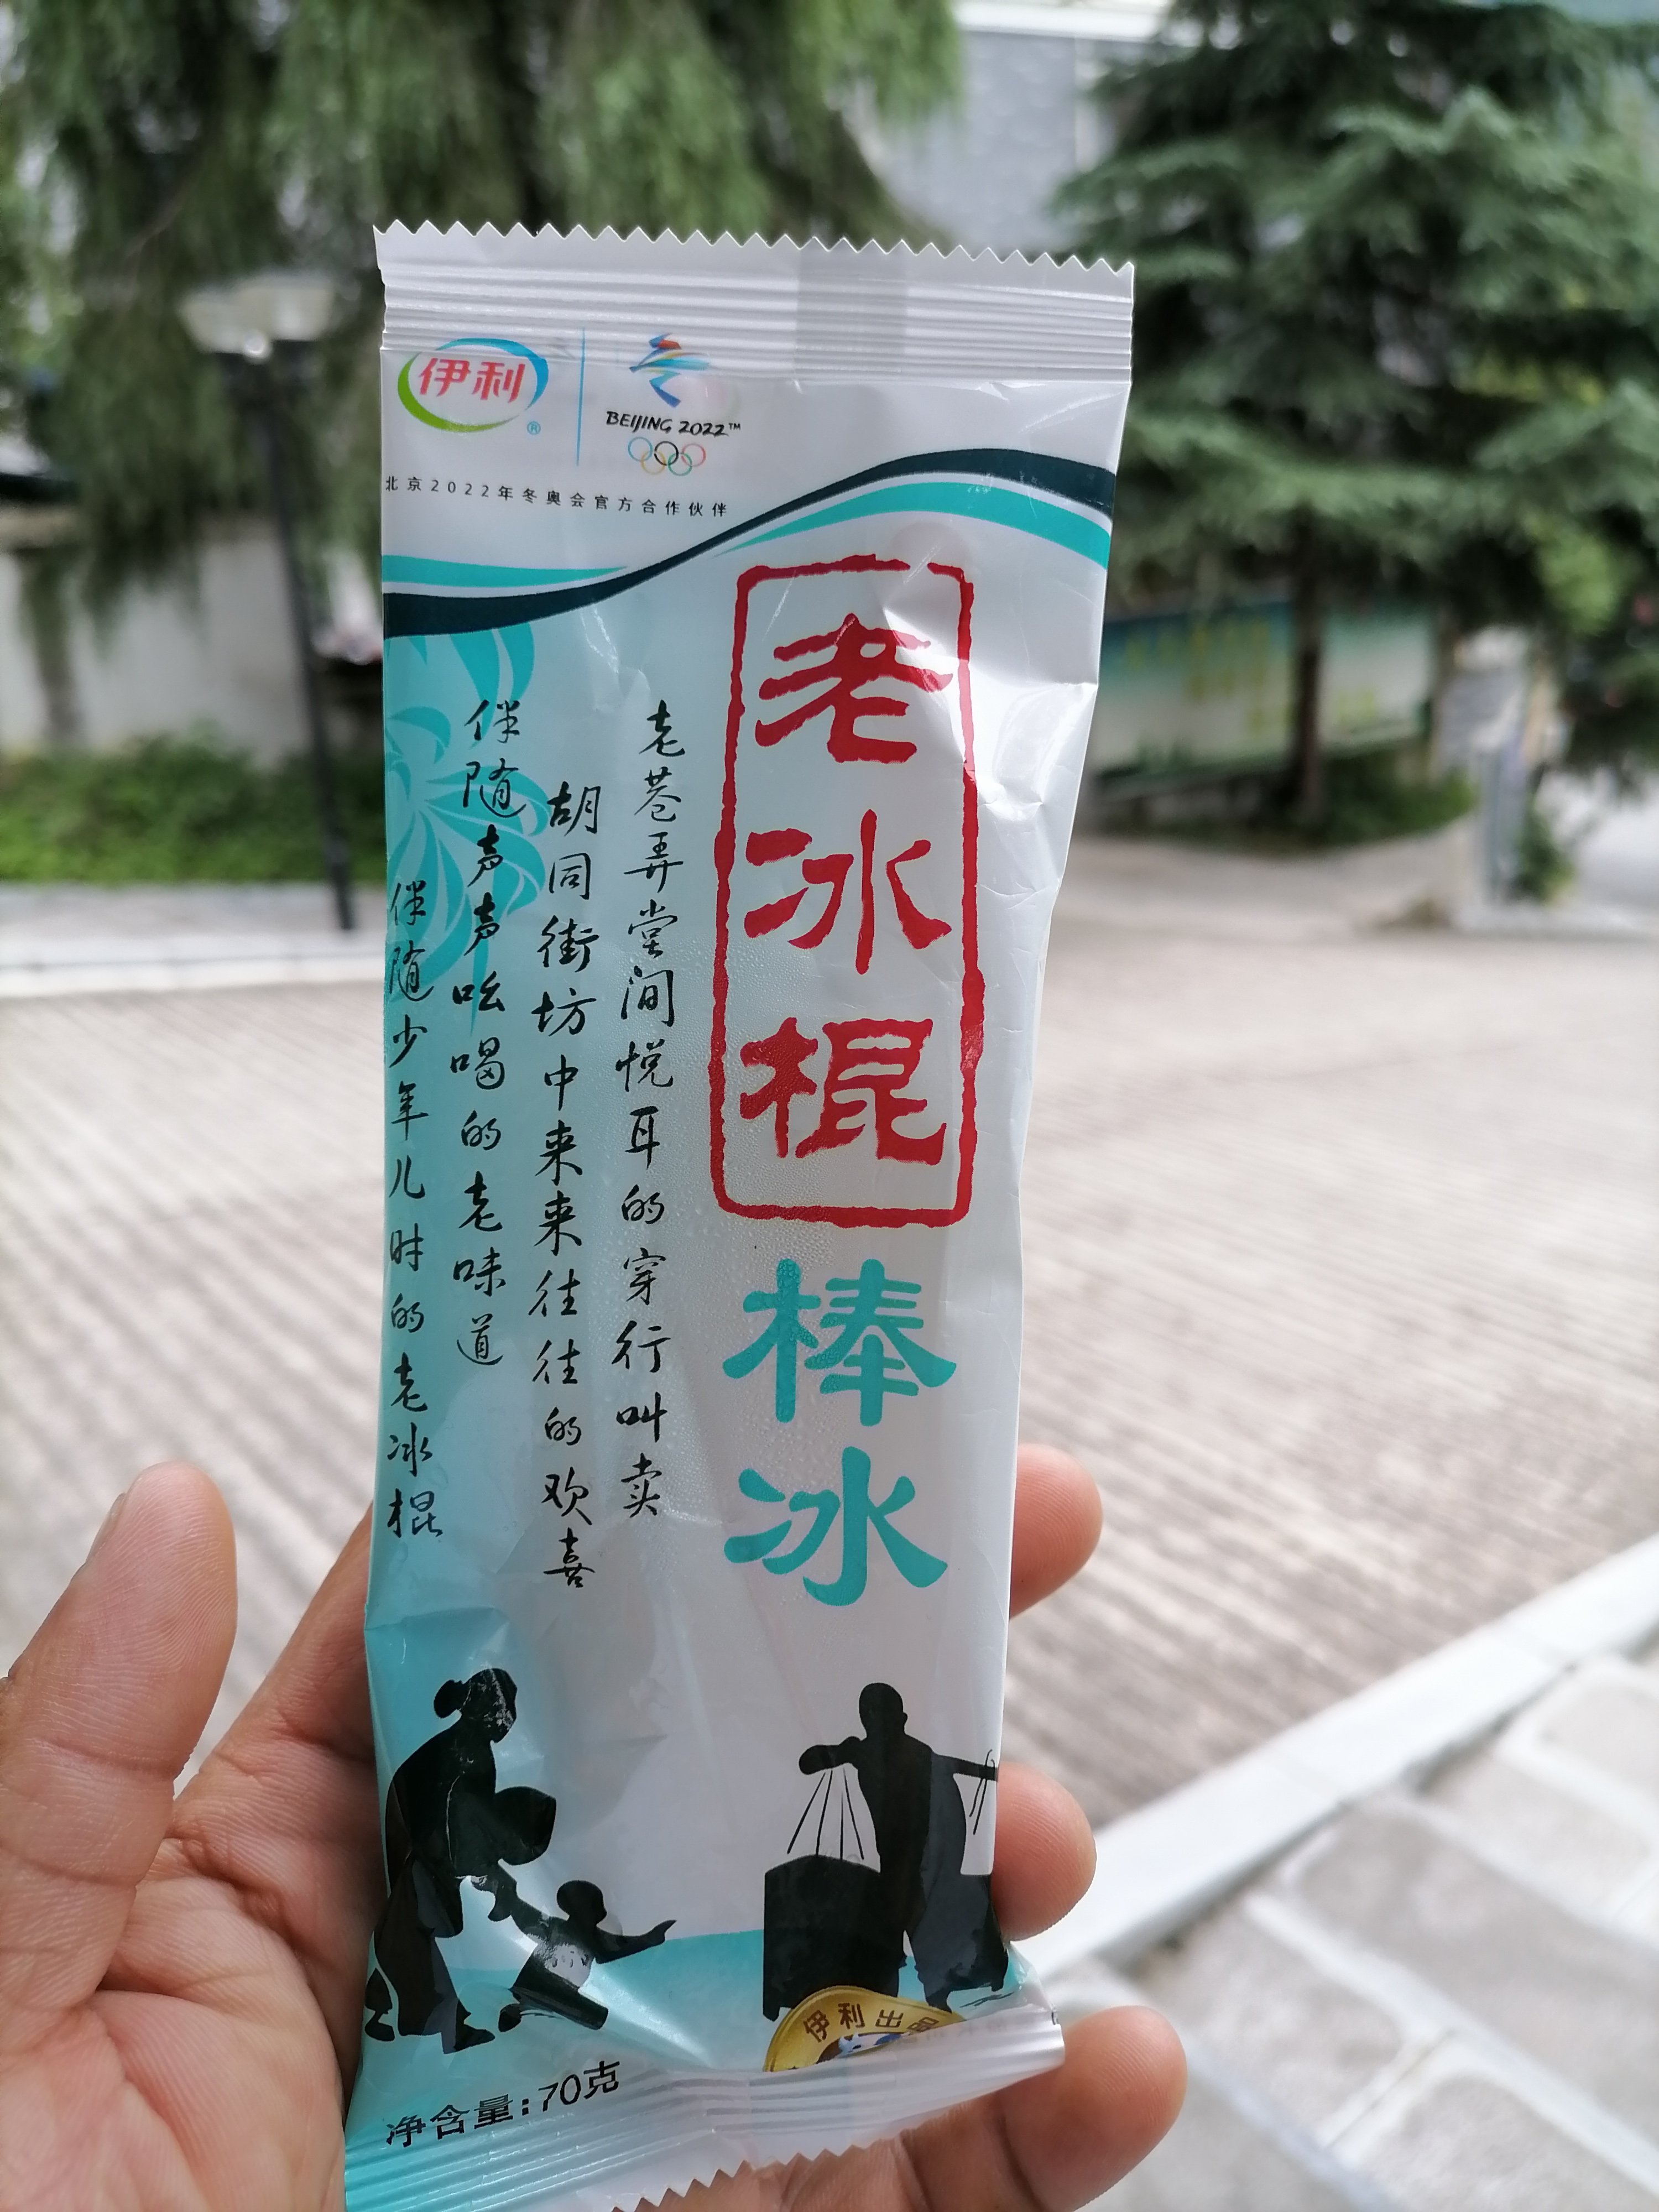 伊利
®
BEIJING 2022™
北京2022年冬奥会官方合作伙伴
老冰棍
棒冰
老巷弄堂间悦耳的穿行叫卖
胡同街坊中来来往往的欢喜
伴随声声吆喝的老味道
伴随少年儿时的老冰棍
伊利出品
净含量:70克